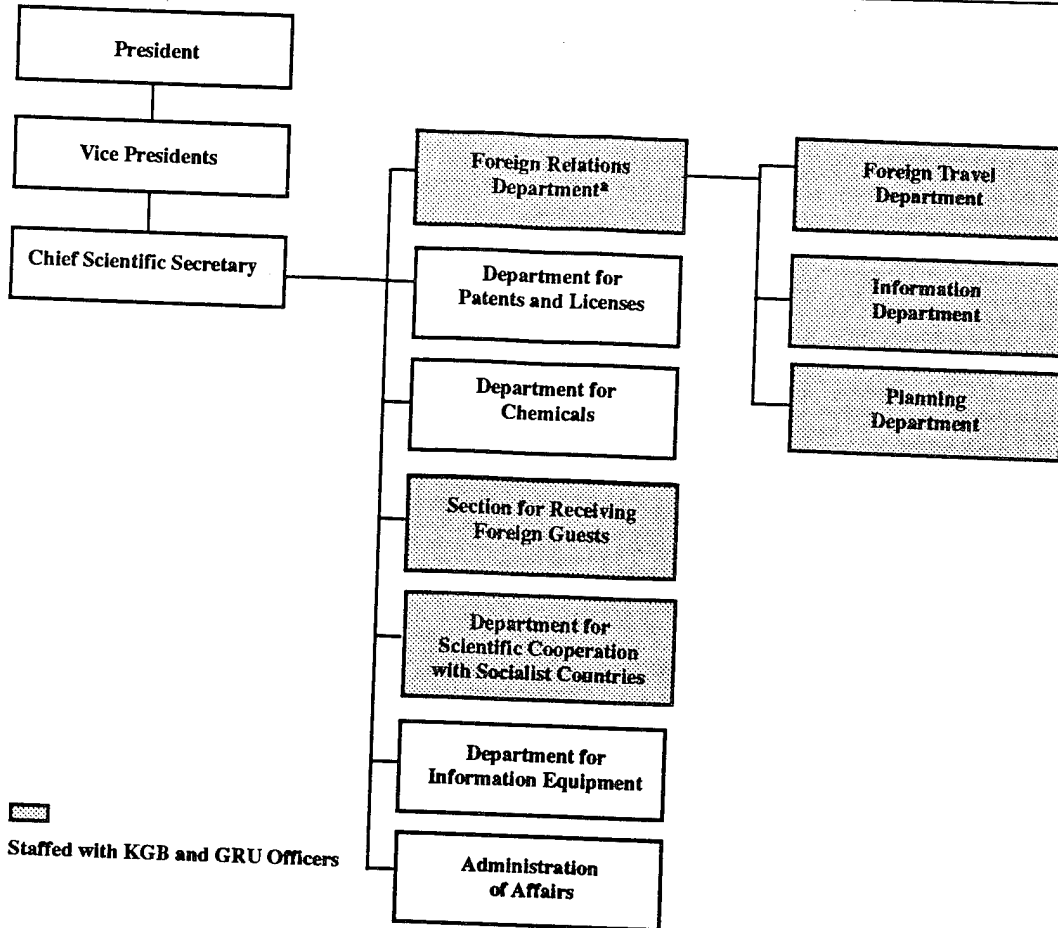 President
Vice Presidents
Chief Scientific Secretary
Foreign Relations
Departmentª
Department for
Patents and Licenses
Department for
Chemicals
Section for Receiving
Foreign Guests
Department for
Scientific Cooperation
with Socialist Countries
Department for
Information Equipment
Administration
of Affairs
Foreign Travel
Department
Information
Department
Planning
Department
Staffed with KGB and GRU Officers